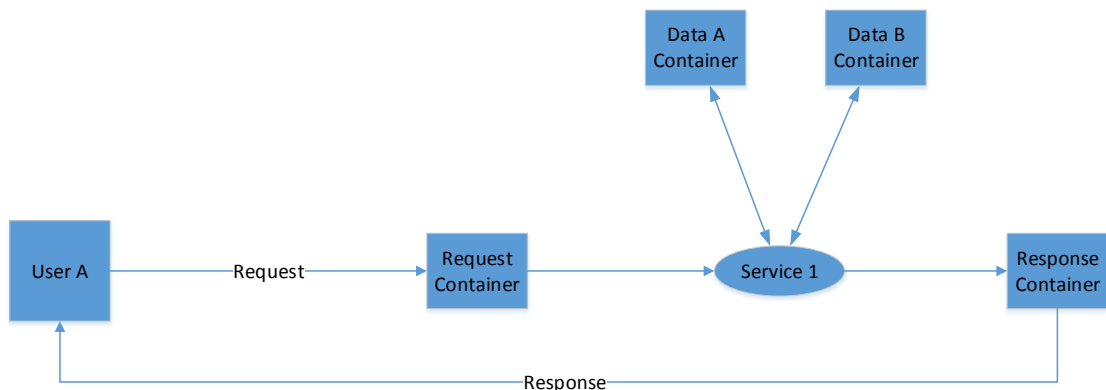 Data A
Container
Data B
Container
User A
Request
Request
Container
Service 1
Response
Container
Response